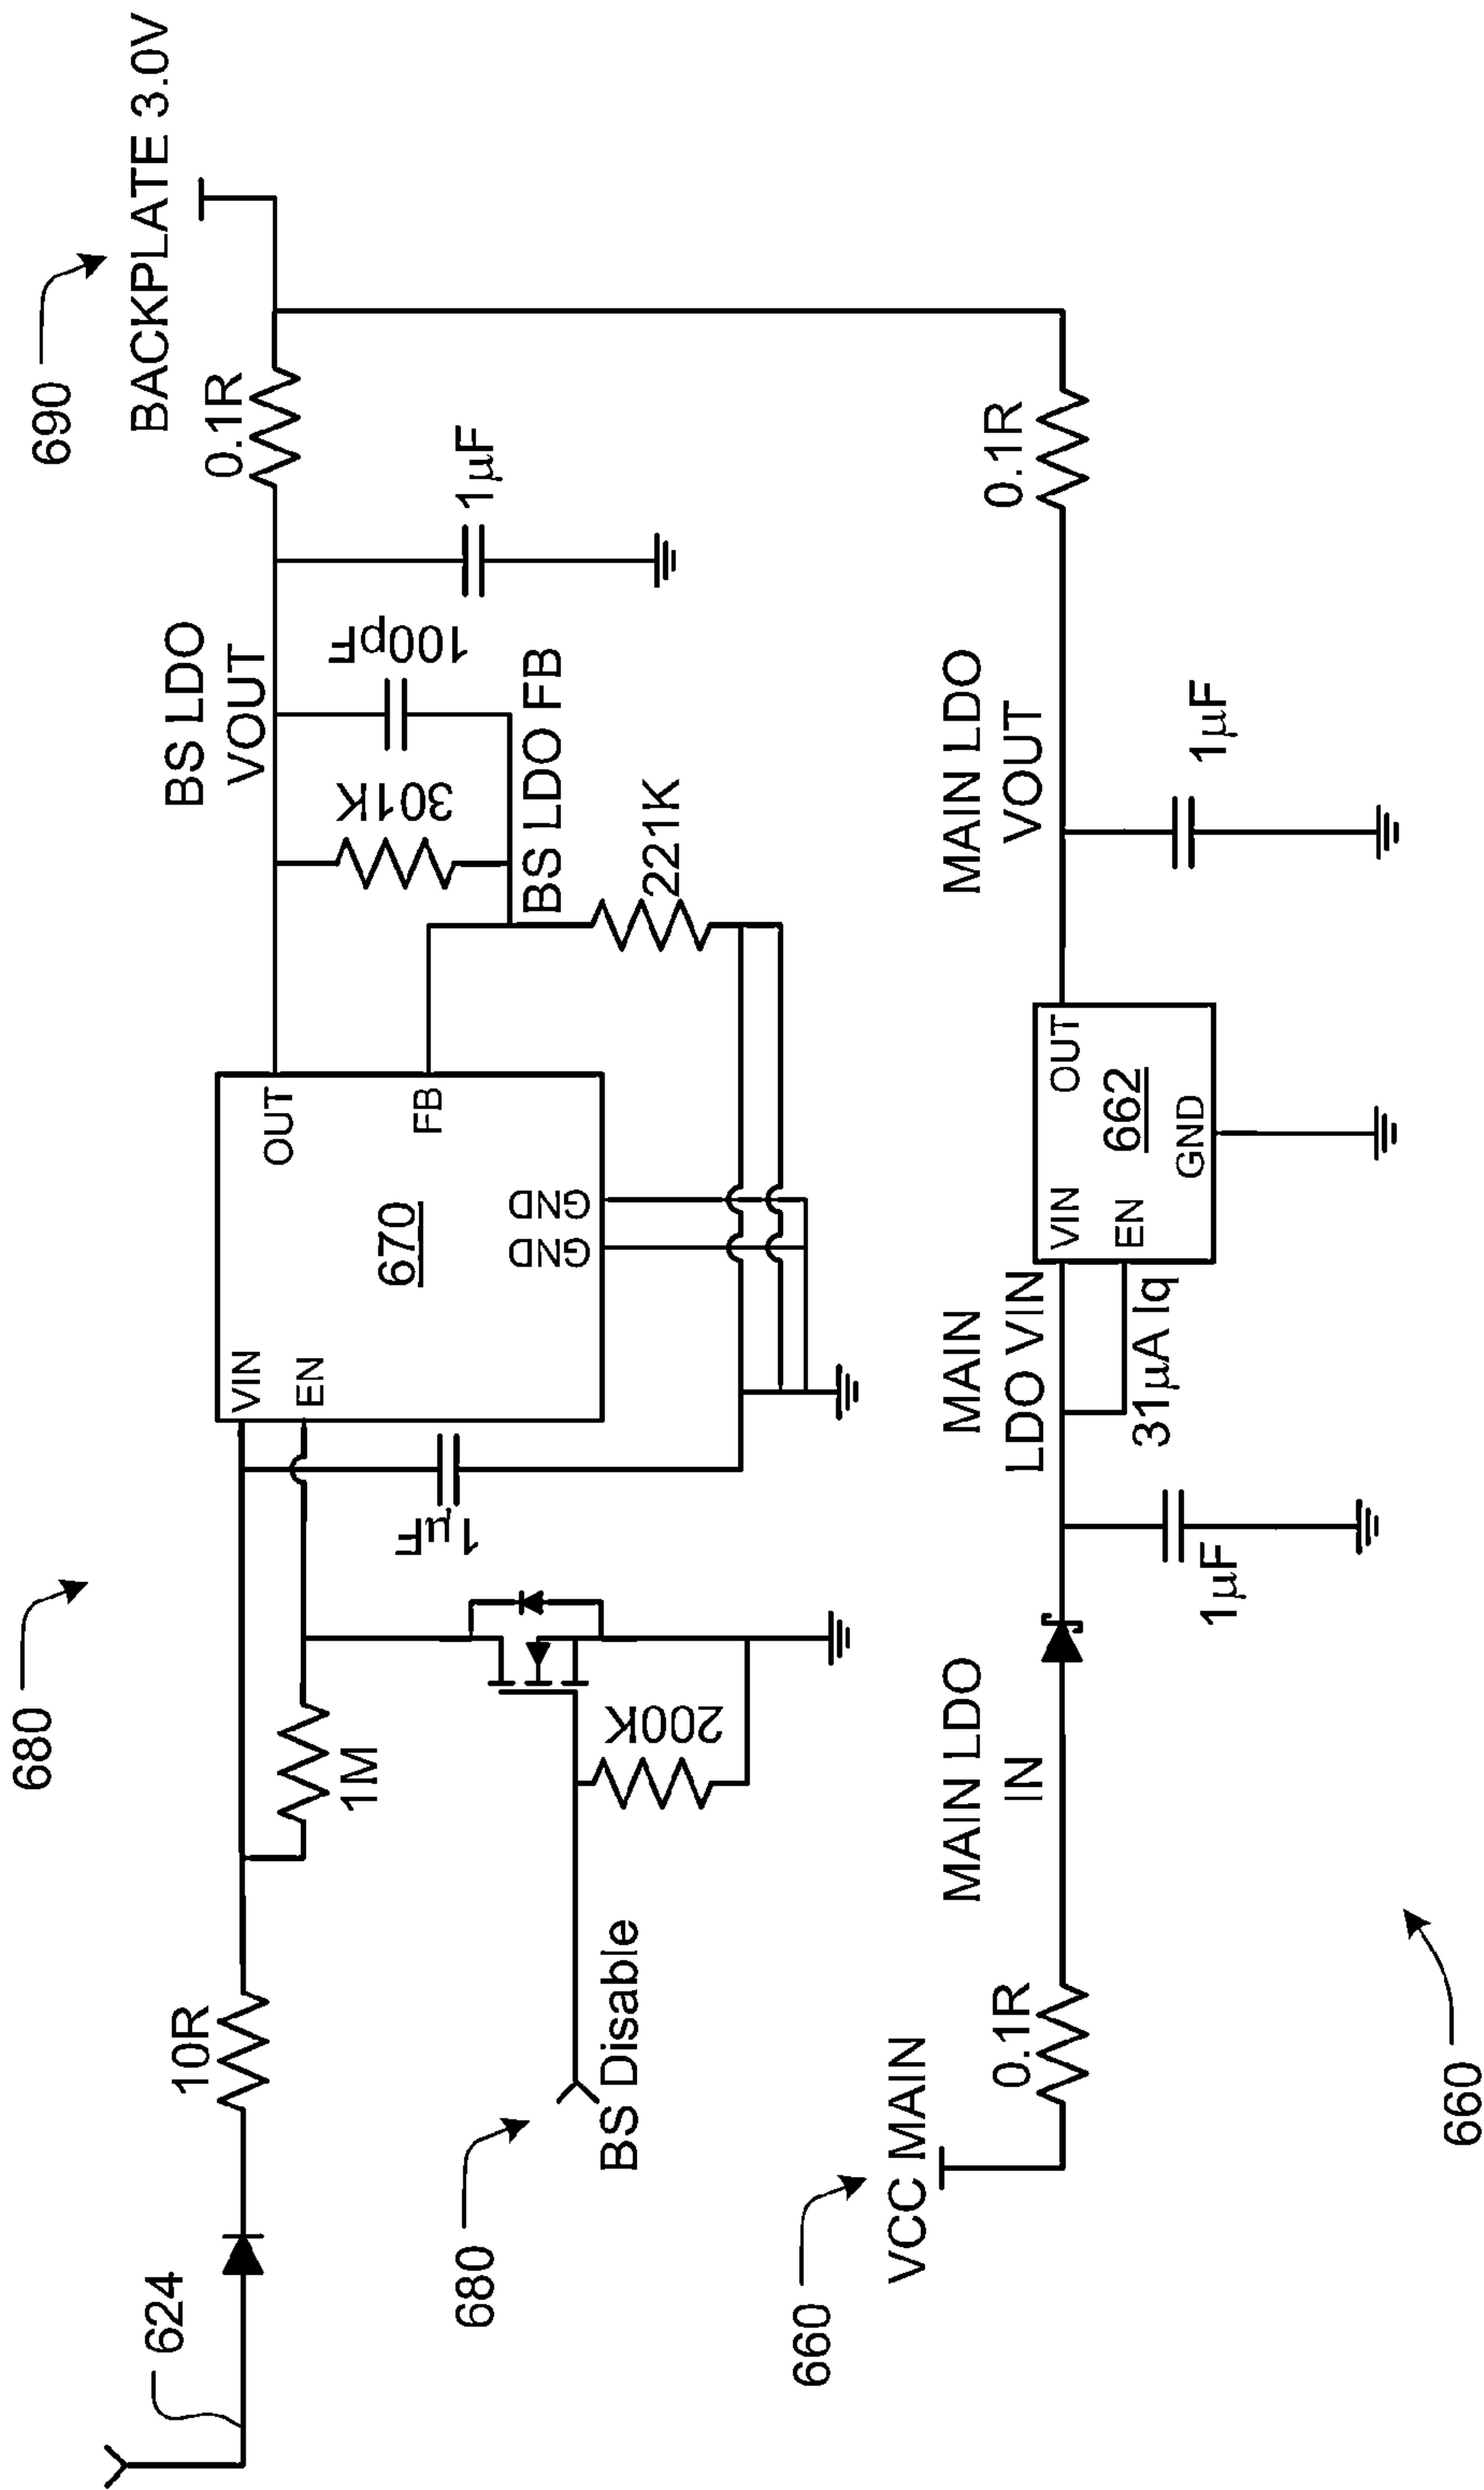 690
BACKPLATE 3.0V
680
624
10R
1M
VIN
EN
670
OUT
FB
GND
GND
1µF
BS LDO
VOUT
301K
100pF
BS LDO FB
221K
1µF
0.1R
680
BS Disable
200K
660
VCC MAIN
0.1R
MAIN LDO
IN
1µF
MAIN
LDO VIN
31µA Iq
VIN
EN
662
OUT
GND
MAIN LDO
VOUT
1µF
0.1R
660